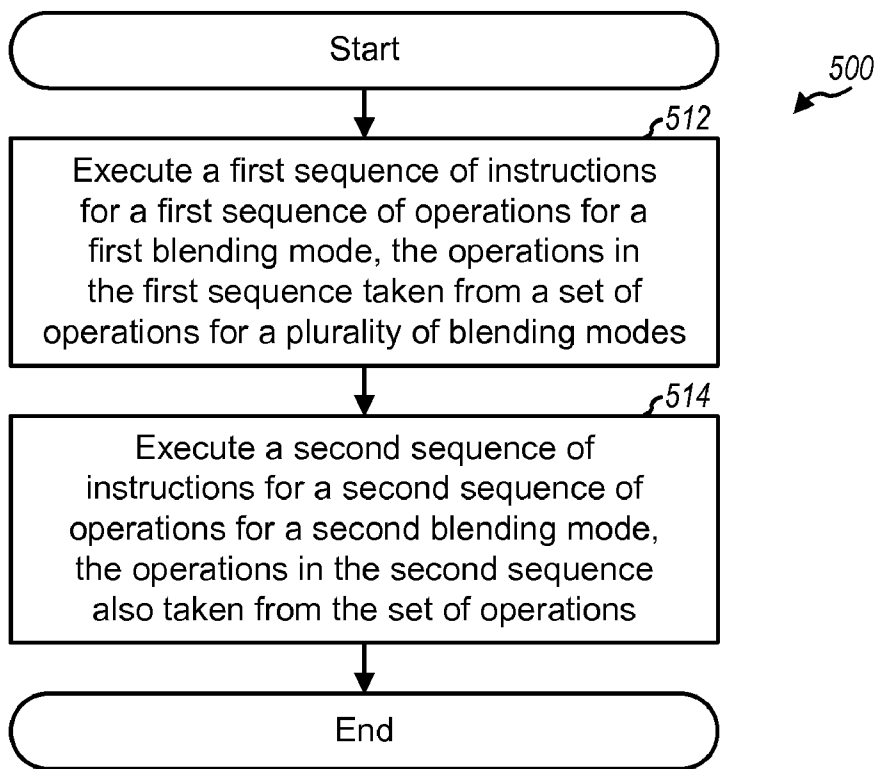 Start
500
512
Execute a first sequence of instructions
for a first sequence of operations for a
first blending mode, the operations in
the first sequence taken from a set of
operations for a plurality of blending modes
514
Execute a second sequence of
instructions for a second sequence of
operations for a second blending mode,
the operations in the second sequence
also taken from the set of operations
End